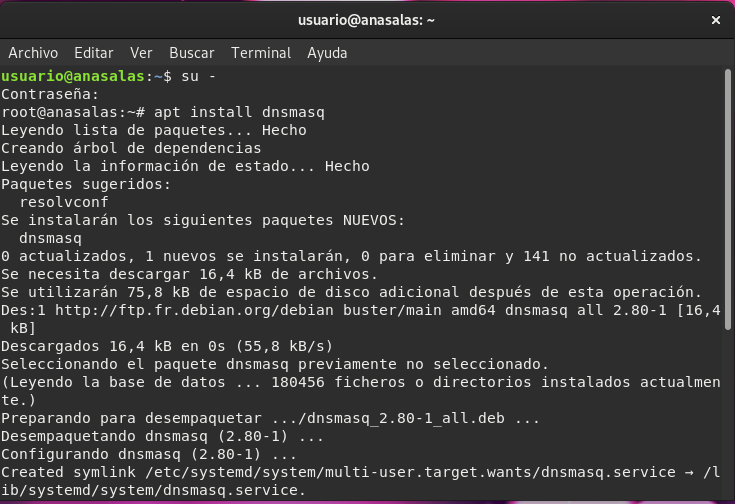 usuario@anasalas: ~
×
Archivo Editar Ver Buscar Terminal Ayuda
usuario@anasalas:~$ su -
Contraseña:
root@anasalas:~# apt install dnsmasq
Leyendo lista de paquetes... Hecho
Creando árbol de dependencias
Leyendo la información de estado... Hecho
Paquetes sugeridos:
  resolvconf
Se instalarán los siguientes paquetes NUEVOS:
  dnsmasq
0 actualizados, 1 nuevos se instalarán, 0 para eliminar y 141 no actualizados.
Se necesita descargar 16,4 kB de archivos.
Se utilizarán 75,8 kB de espacio de disco adicional después de esta operación.
Des:1 http://ftp.fr.debian.org/debian buster/main amd64 dnsmasq all 2.80-1 [16,4
 kB]
Descargados 16,4 kB en 0s (55,8 kB/s)
Seleccionando el paquete dnsmasq previamente no seleccionado.
(Leyendo la base de datos ... 180456 ficheros o directorios instalados actualmen
te.)
Preparando para desempaquetar .../dnsmasq_2.80-1_all.deb ...
Desempaquetando dnsmasq (2.80-1) ...
Configurando dnsmasq (2.80-1) ...
Created symlink /etc/systemd/system/multi-user.target.wants/dnsmasq.service → /l
ib/systemd/system/dnsmasq.service.